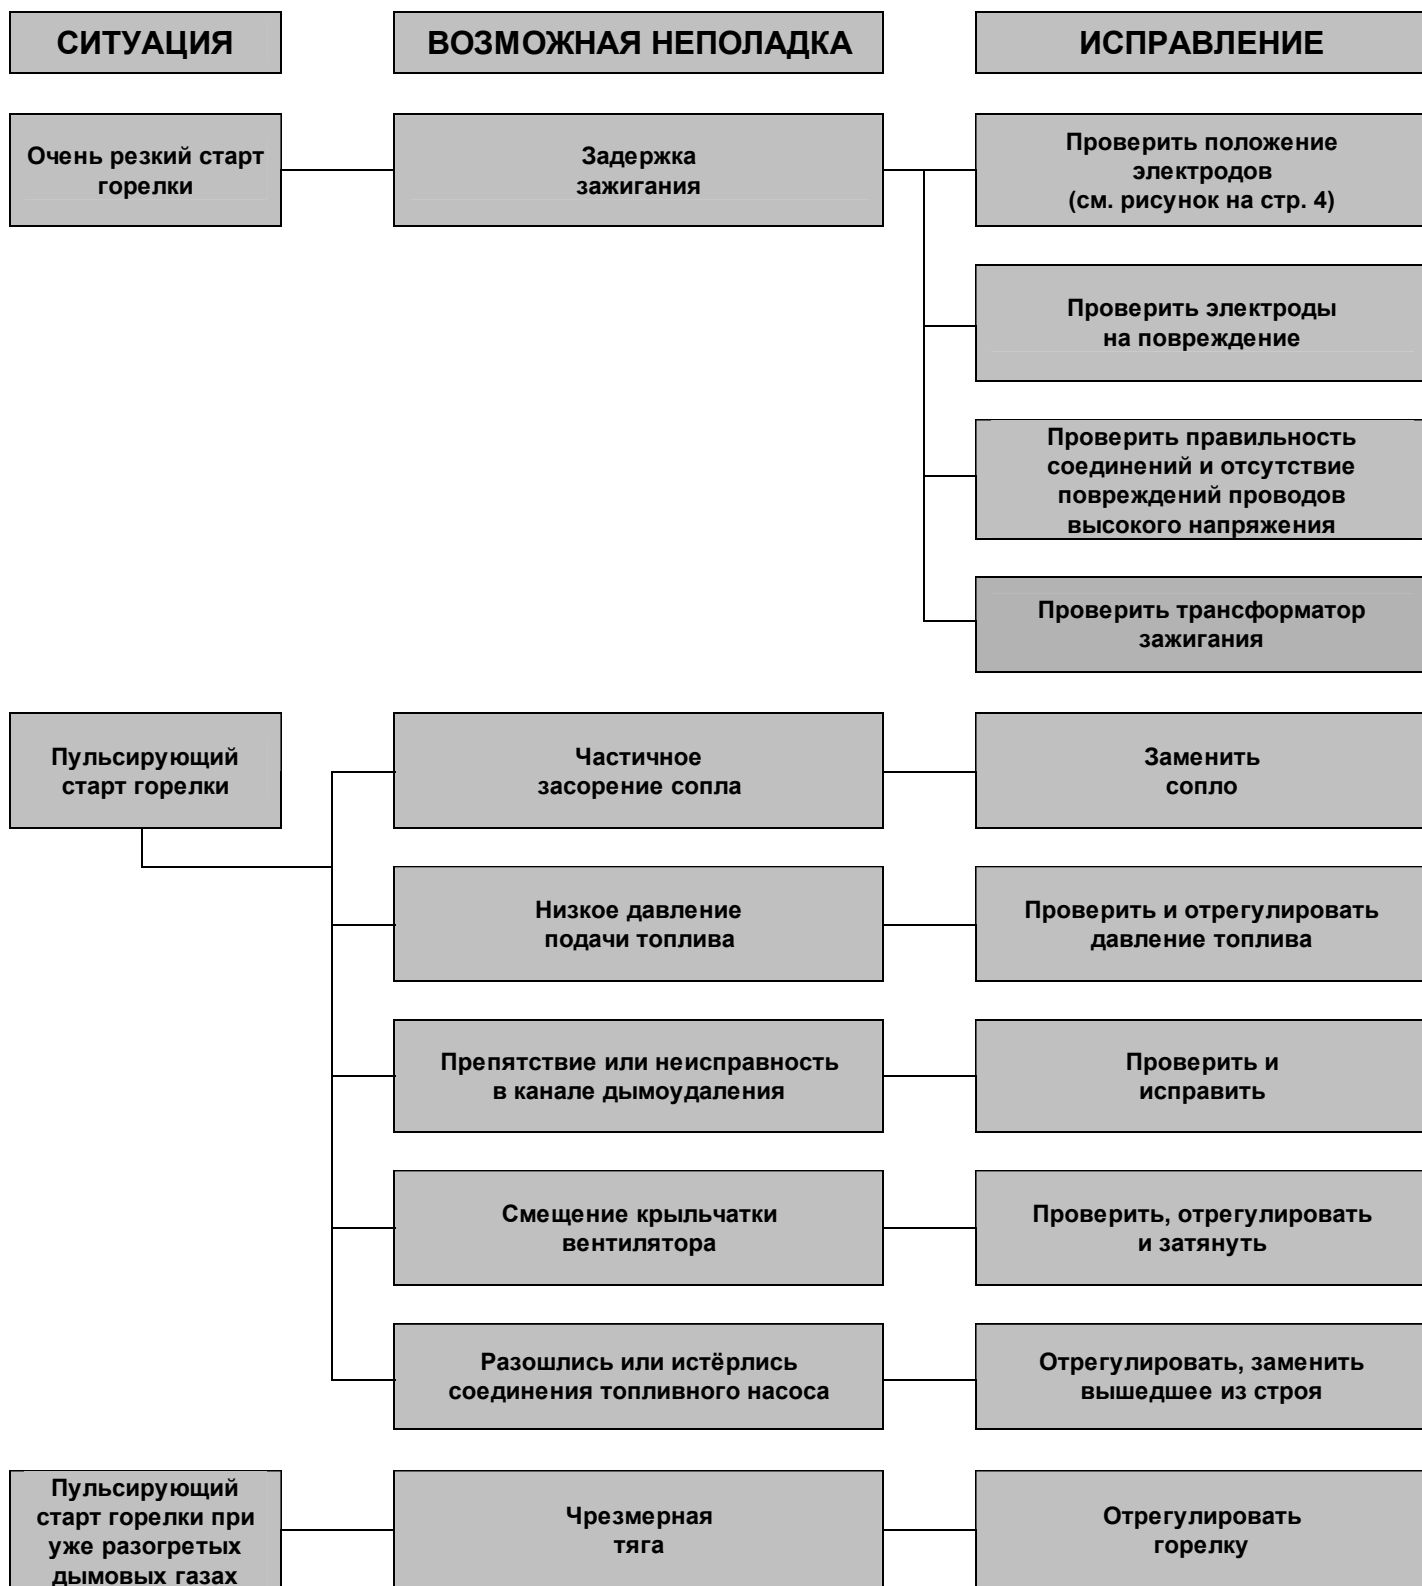 СИТУАЦИЯ
ВОЗМОЖНАЯ НЕПОЛАДКА
ИСПРАВЛЕНИЕ
Очень резкий старт
горелки
Задержка
зажигания
Проверить положение
электродов
(см. рисунок на стр. 4)
Проверить электроды
на повреждение
Проверить правильность
соединений и отсутствие
повреждений проводов
высокого напряжения
Проверить трансформатор
зажигания
Пульсирующий
старт горелки
Частичное
засорение сопла
Заменить
сопло
Низкое давление
подачи топлива
Проверить и отрегулировать
давление топлива
Препятствие или неисправность
в канале дымоудаления
Проверить и
исправить
Смещение крыльчатки
вентилятора
Проверить, отрегулировать
и затянуть
Разошлись или истёрлись
соединения топливного насоса
Отрегулировать, заменить
вышедшее из строя
Пульсирующий
старт горелки при
уже разогретых
дымовых газах
Чрезмерная
тяга
Отрегулировать
горелку